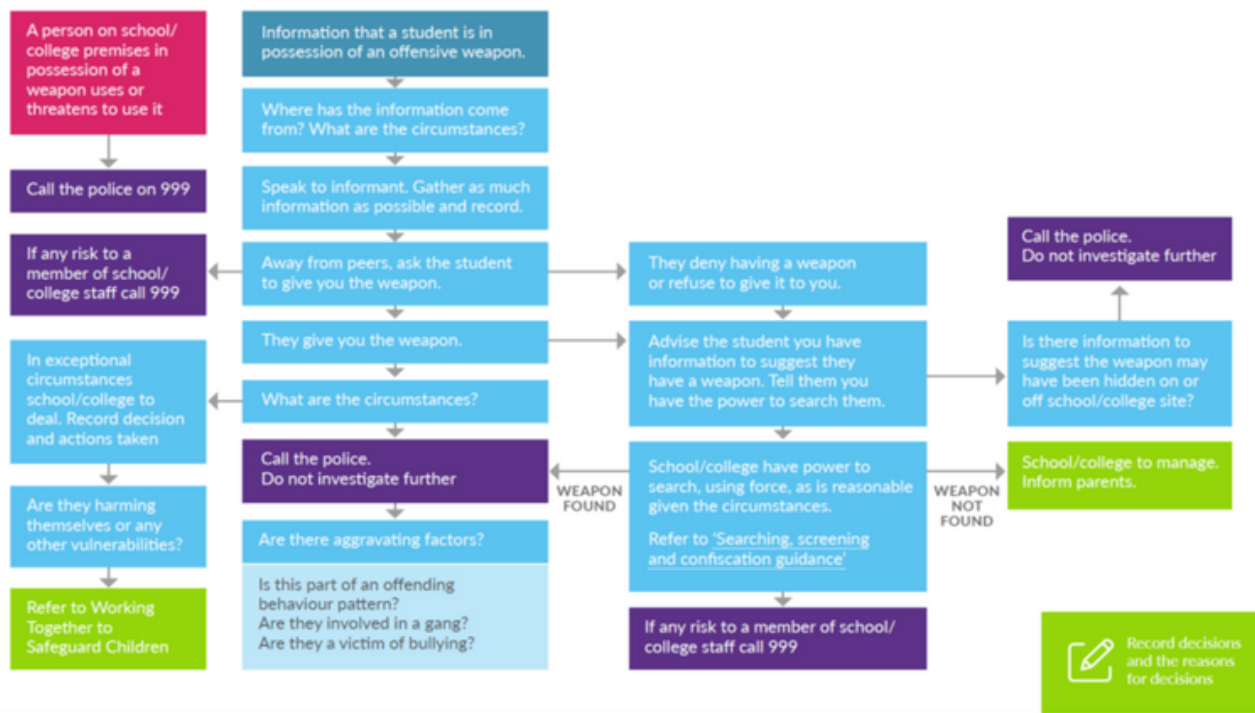 A person on school/
college premises in
possession of a
weapon uses or
threatens to use it
Call the police on 999
If any risk to a
member of school/
college staff call 999
In exceptional
circumstances
school/college to
deal. Record decision
and actions taken
Are they harming
themselves or any
other vulnerabilities?
Refer to Working
Together to
Safeguard Children
Information that a student is in
possession of an offensive weapon.
Where has the information come
from? What are the circumstances?
Speak to informant. Gather as much
information as possible and record.
Away from peers, ask the student
to give you the weapon.
They give you the weapon.
What are the circumstances?
Call the police.
Do not investigate further
Are there aggravating factors?
Is this part of an offending
behaviour pattern?
Are they involved in a gang?
Are they a victim of bullying?
They deny having a weapon
or refuse to give it to you.
Advise the student you have
information to suggest they
have a weapon. Tell them you
have the power to search them.
WEAPON
FOUND
School/college have power to
search, using force, as is reasonable
given the circumstances.
Refer to 'Searching, screening
and confiscation guidance'
WEAPON
NOT
FOUND
If any risk to a member of school/
college staff call 999
Call the police.
Do not investigate further
Is there information to
suggest the weapon may
have been hidden on or
off school/college site?
School/college to manage.
Inform parents.
Record decisions
and the reasons
for decisions